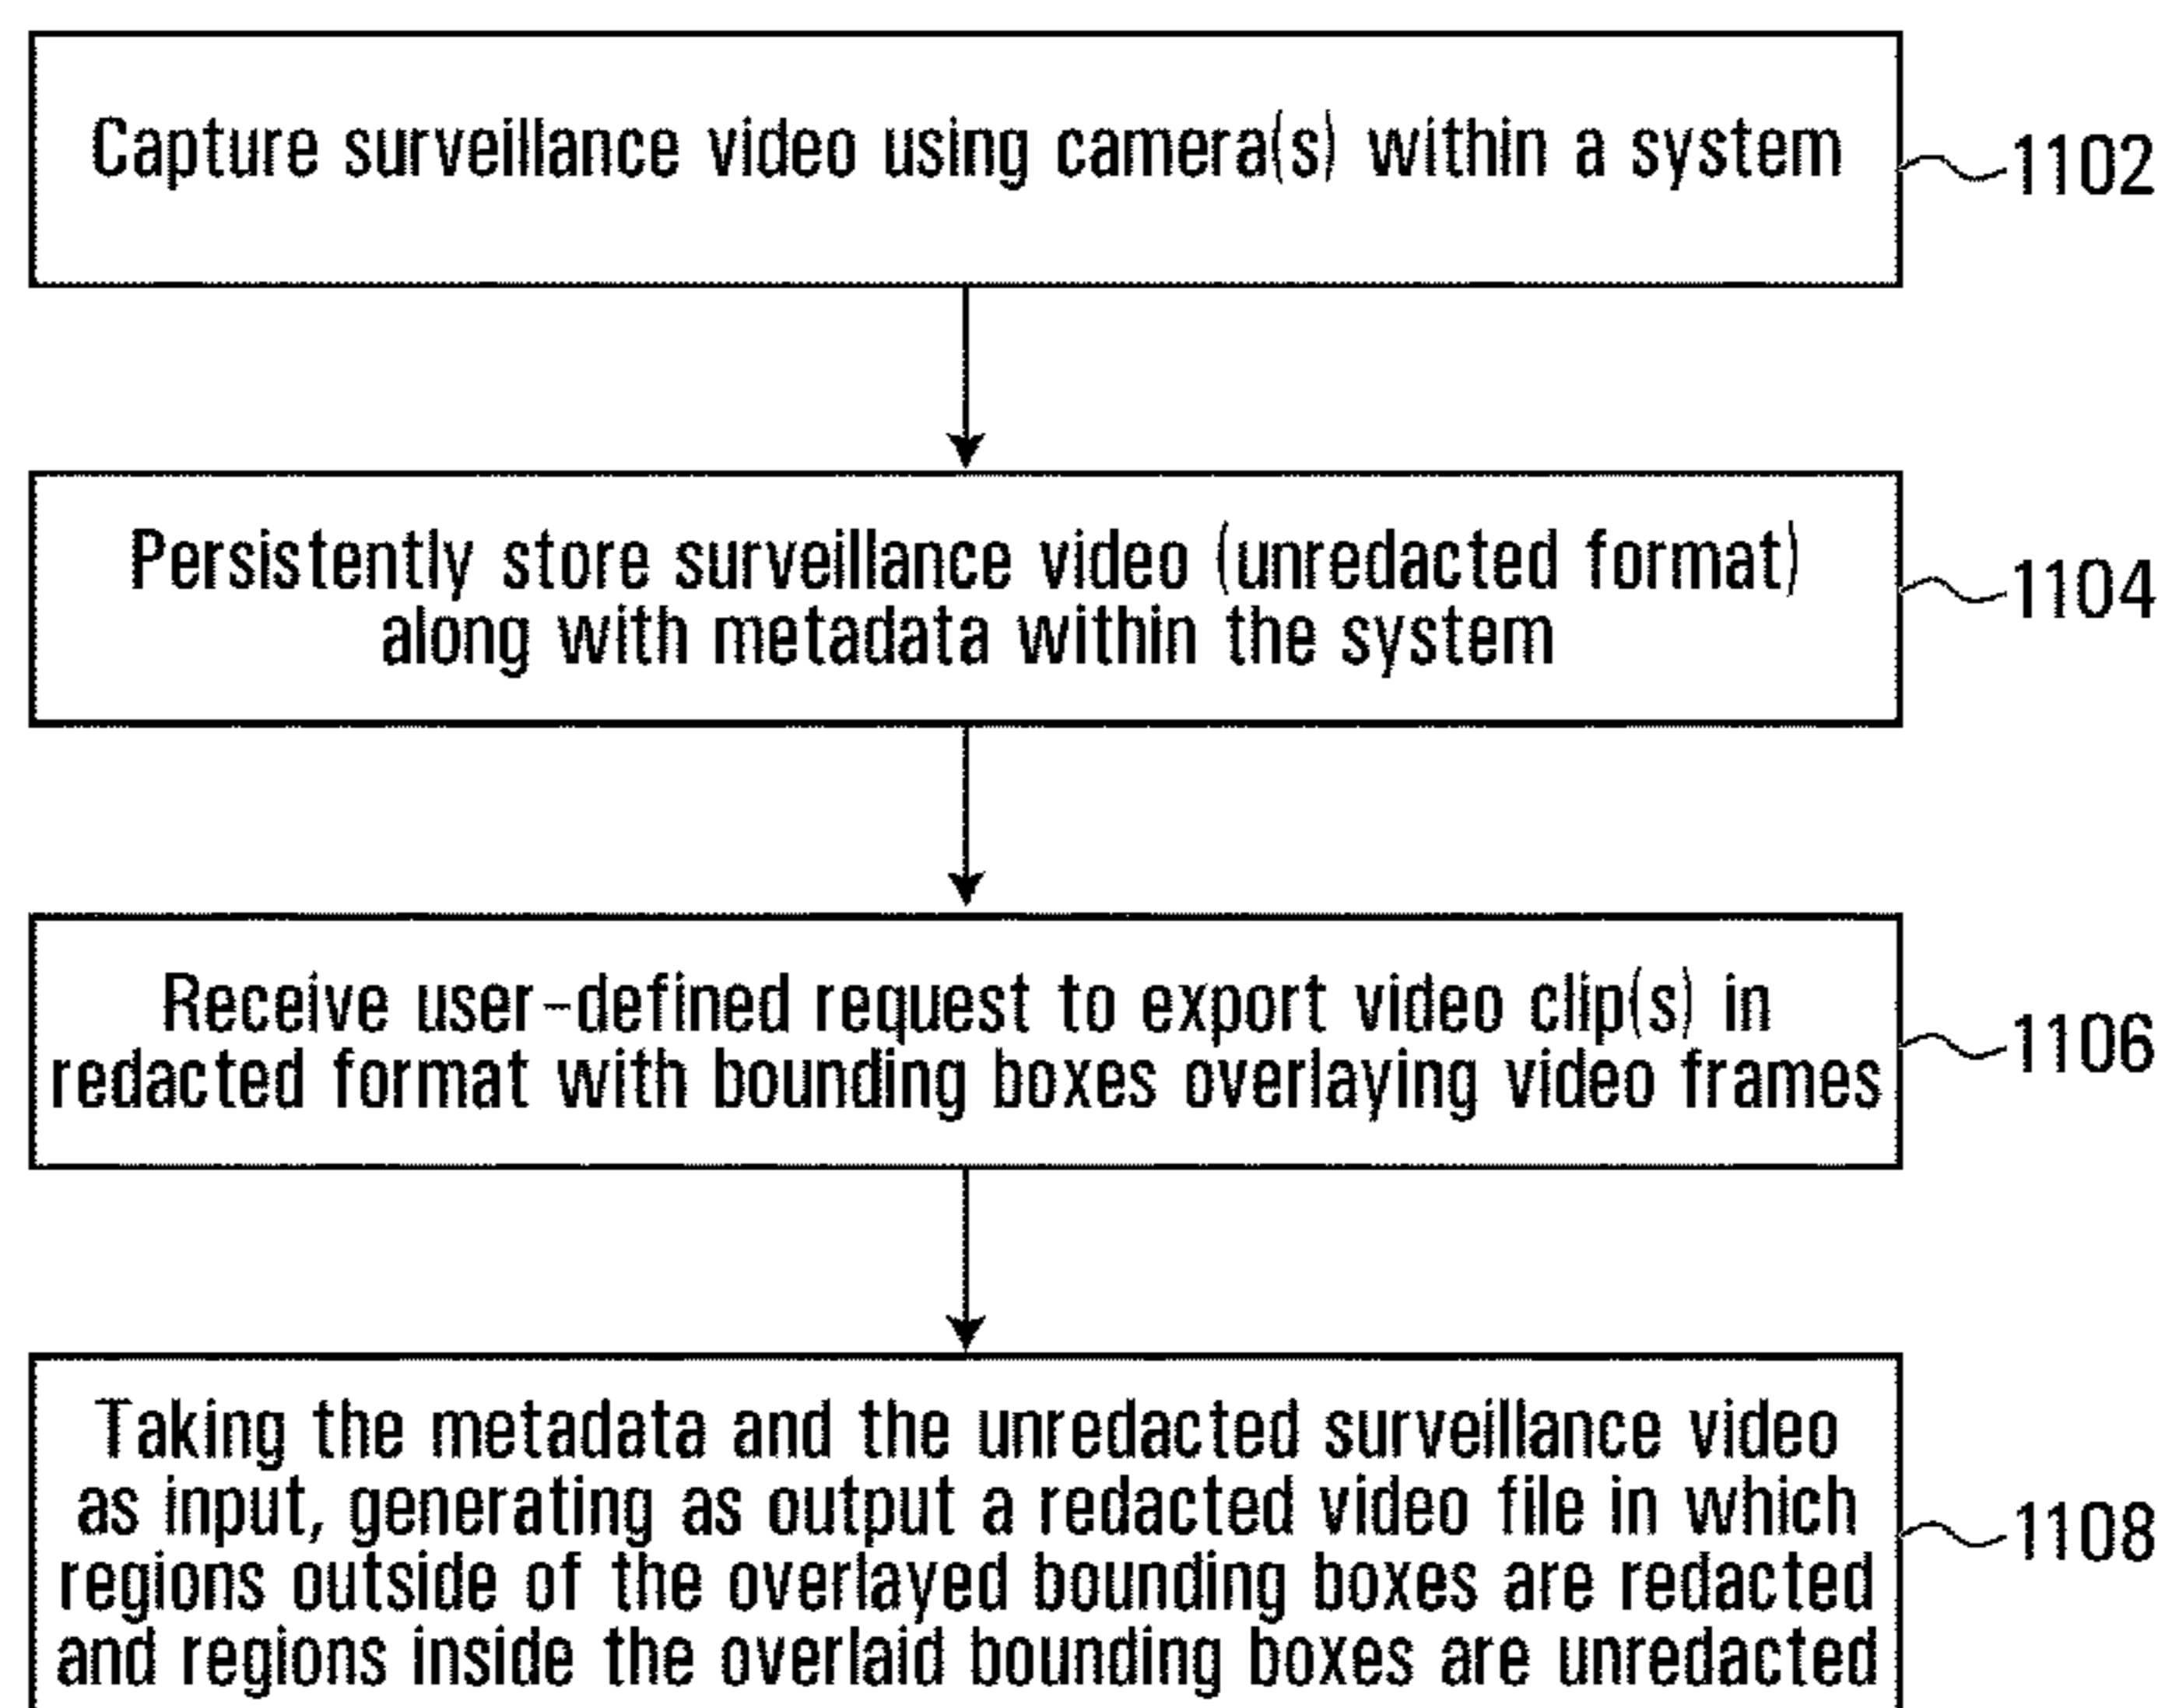 Capture surveillance video using camera(s) within a system
1102
Persistently store surveillance video (unredacted format)
along with metadata within the system
1104
Receive user-defined request to export video clip(s) in
redacted format with bounding boxes overlaying video frames
1106
Taking the metadata and the unredacted surveillance video
as input, generating as output a redacted video file in which
regions outside of the overlayed bounding boxes are redacted
and regions inside the overlaid bounding boxes are unredacted
1108